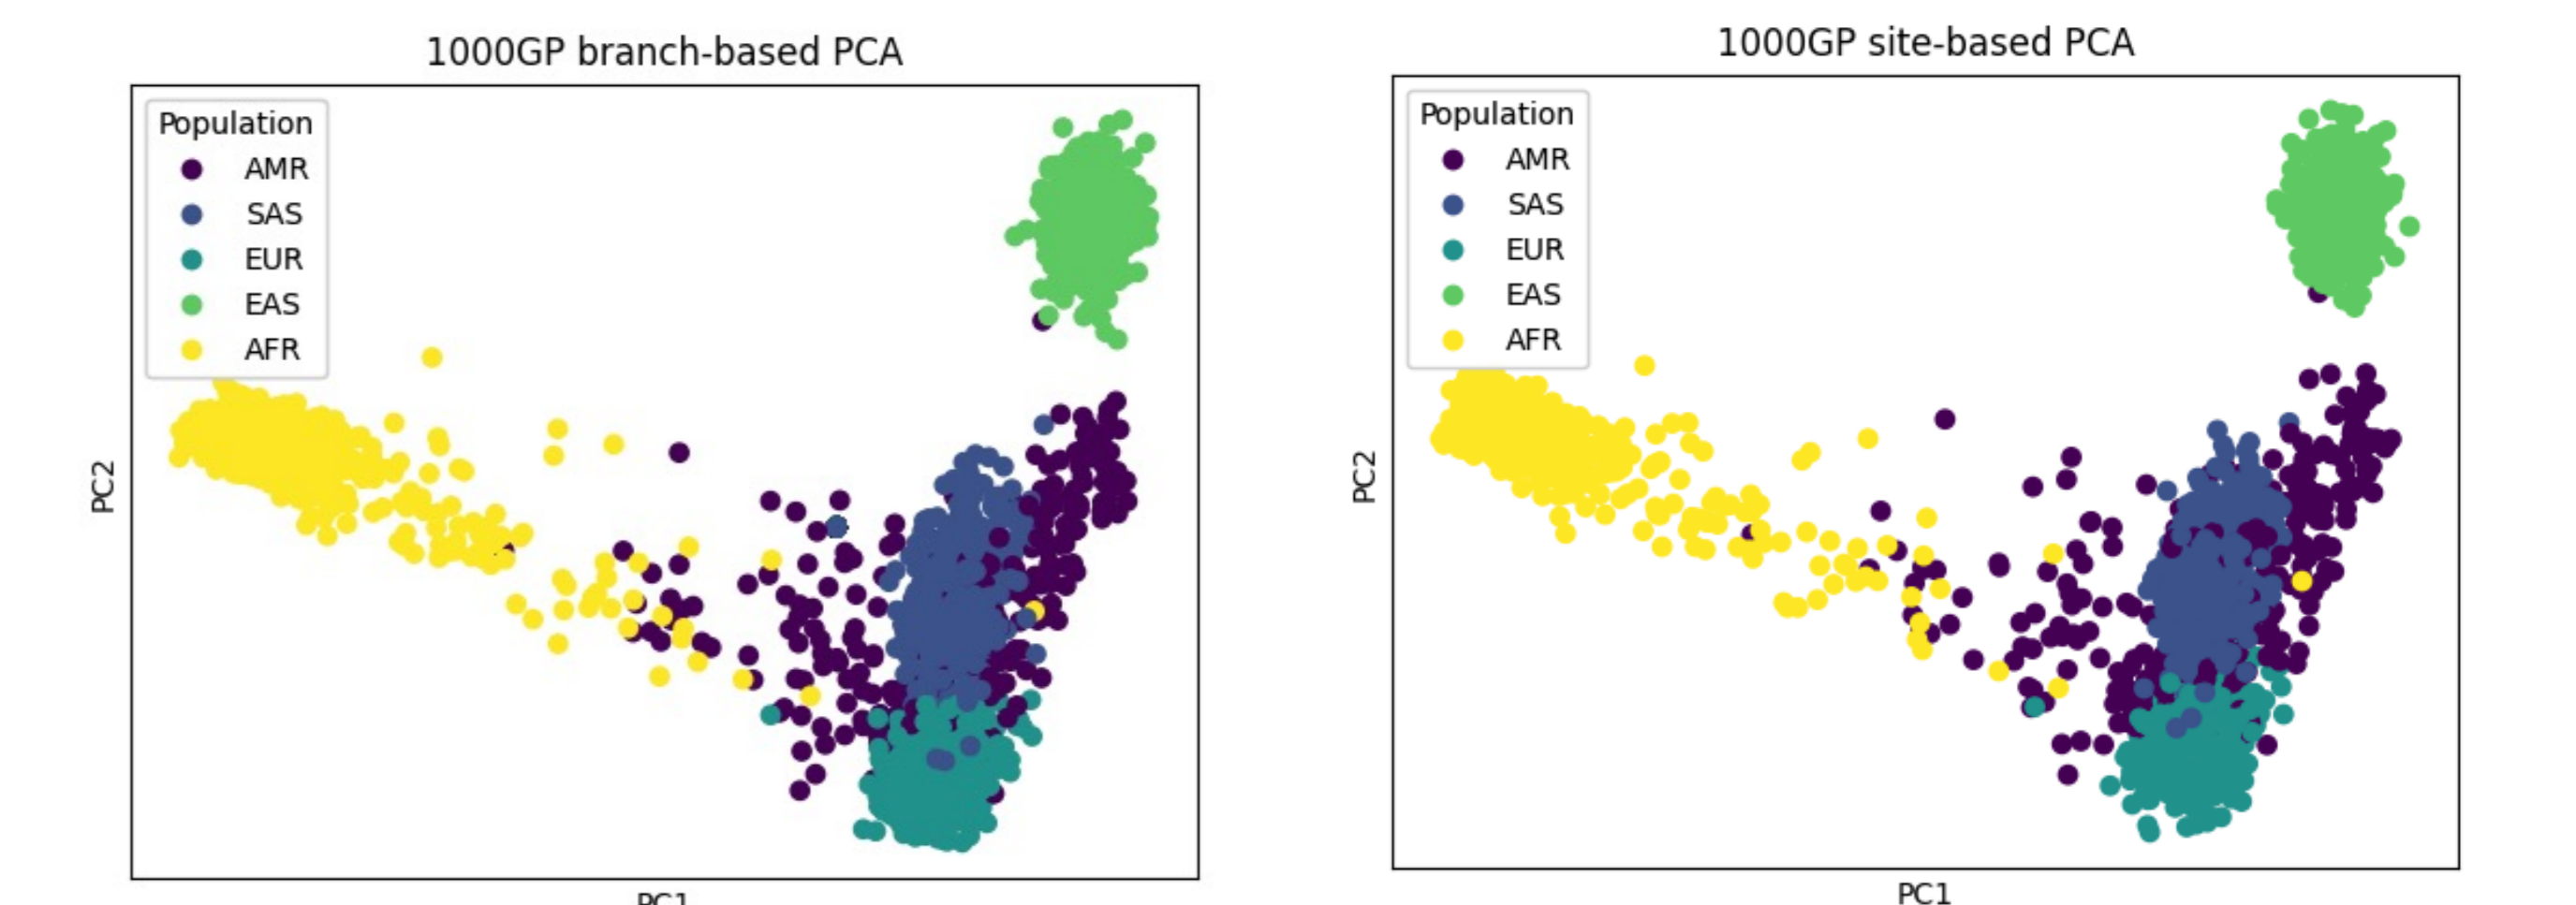 1000GP branch-based PCA
Population
AMR
SAS
EUR
EAS
AFR
PC2
PC1
1000GP site-based PCA
Population
AMR
SAS
EUR
EAS
AFR
PC2
PC1